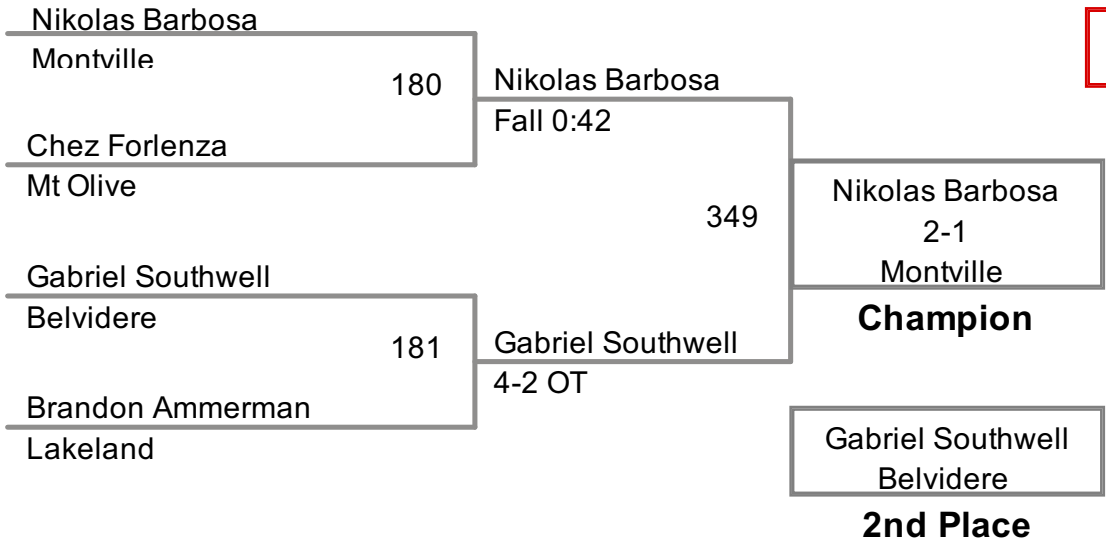 Nikolas Barbosa
Montville
180
Nikolas Barbosa
Fall 0:42
Chez Forlenza
Mt Olive
349
Nikolas Barbosa
2-1
Montville
Champion
Gabriel Southwell
Belvidere
181
Gabriel Southwell
4-2 OT
Brandon Ammerman
Lakeland
Gabriel Southwell
Belvidere
2nd Place